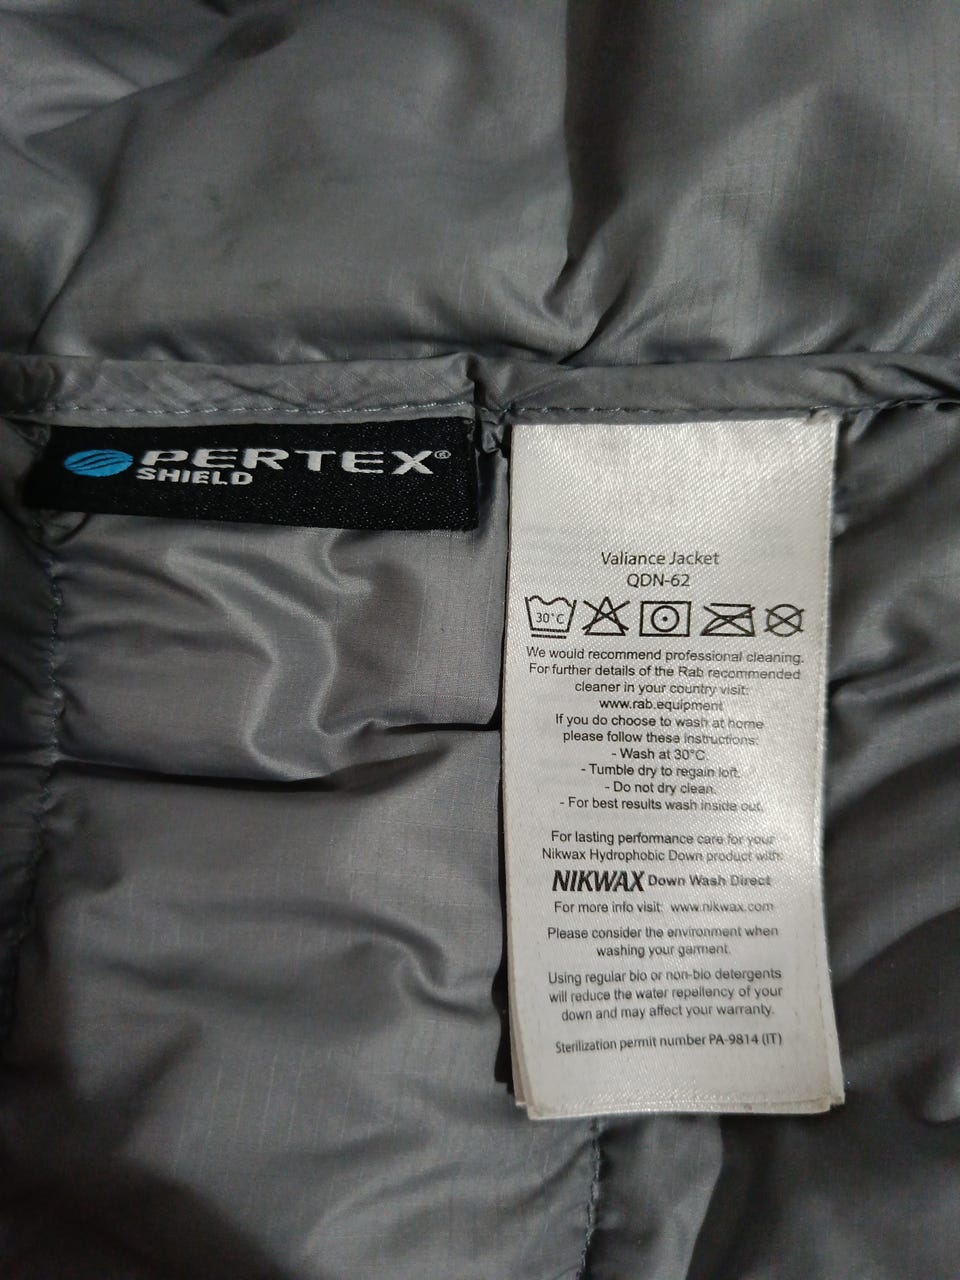 PERTEX®
SHIELD
Valiance Jacket
QDN-62
30°C
We would recommend professional cleaning.
For further details of the Rab recommended
cleaner in your country visit:
www.rab.equipment
If you do choose to wash at home
please follow these instructions:
- Wash at 30°C.
- Tumble dry to regain loft.
- Do not dry clean.
- For best results wash inside out.
For lasting performance care for your
Nikwax Hydrophobic Down product with:
NIKWAX Down Wash Direct
For more info visit: www.nikwax.com
Please consider the environment when
washing your garment.
Using regular bio or non-bio detergents
will reduce the water repellency of your
down and may affect your warranty.
Sterilization permit number PA-9814 (IT)